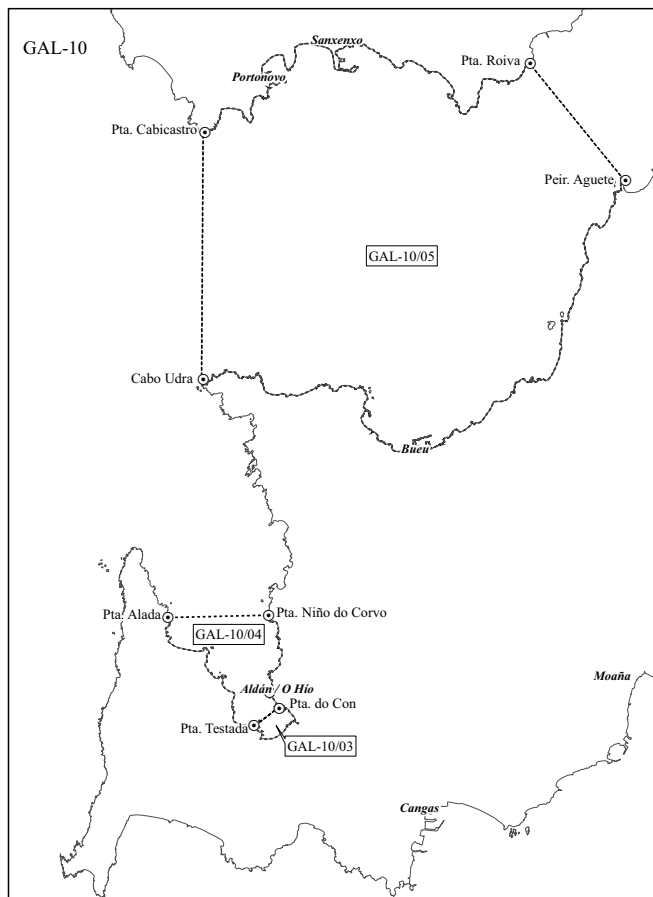 GAL-10
Sanxenxo
Pta. Roiva
Portonovo
Pta. Cabicastro
Peir. Aguete
GAL-10/05
Cabo Udra
Bueu
Pta. Alada
Pta. Niño do Corvo
GAL-10/04
Moaña
Aldán / O Hío
Pta. do Con
Pta. Testada
GAL-10/03
Cangas